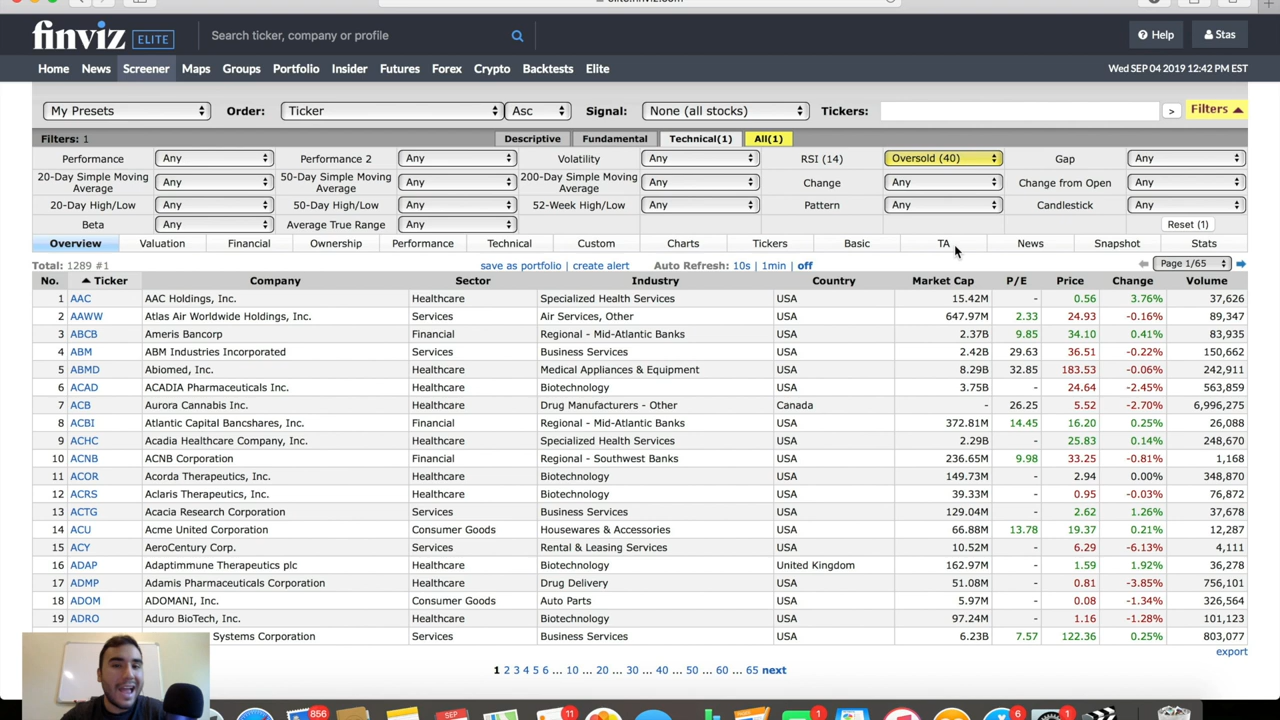 elite.finviz.com
finviz ELITE Search ticker, company or profile Help Stas
Home News Screener Maps Groups Portfolio Insider Futures Forex Crypto Backtests Elite Wed SEP 04 2019 12:42 PM EST
My Presets Order: Ticker Asc Signal: None (all stocks) Tickers: > Filters
Filters: 1 Descriptive Fundamental Technical(1) All(1)
Performance Any Performance 2 Any Volatility Any RSI (14) Oversold (40) Gap Any
20-Day Simple Moving Average Any 50-Day Simple Moving Average Any 200-Day Simple Moving Average Any Change Any Change from Open Any
20-Day High/Low Any 50-Day High/Low Any 52-Week High/Low Any Pattern Any Candlestick Any
Beta Any Average True Range Any Reset (1)
Overview Valuation Financial Ownership Performance Technical Custom Charts Tickers Basic TA News Snapshot Stats
Total: 1289 #1 save as portfolio | create alert Auto Refresh: 10s | 1min | off Page 1/65
No. Ticker Company Sector Industry Country Market Cap P/E Price Change Volume
1 AAC AAC Holdings, Inc. Healthcare Specialized Health Services USA 15.42M - 0.56 3.76% 37,626
2 AAWW Atlas Air Worldwide Holdings, Inc. Services Air Services, Other USA 647.97M 2.33 24.93 -0.16% 89,347
3 ABCB Ameris Bancorp Financial Regional - Mid-Atlantic Banks USA 2.37B 9.85 34.10 0.41% 83,935
4 ABM ABM Industries Incorporated Services Business Services USA 2.42B 29.63 36.51 -0.22% 150,662
5 ABMD Abiomed, Inc. Healthcare Medical Appliances & Equipment USA 8.29B 32.85 183.53 -0.06% 242,911
6 ACAD ACADIA Pharmaceuticals Inc. Healthcare Biotechnology USA 3.75B - 24.64 -2.45% 563,859
7 ACB Aurora Cannabis Inc. Healthcare Drug Manufacturers - Other Canada - 26.25 5.52 -2.70% 6,996,275
8 ACBI Atlantic Capital Bancshares, Inc. Financial Regional - Mid-Atlantic Banks USA 372.81M 14.45 16.20 0.25% 26,088
9 ACHC Acadia Healthcare Company, Inc. Healthcare Specialized Health Services USA 2.29B - 25.83 0.14% 248,670
10 ACNB ACNB Corporation Financial Regional - Southwest Banks USA 236.65M 9.98 33.25 -0.81% 1,168
11 ACOR Acorda Therapeutics, Inc. Healthcare Biotechnology USA 149.73M - 2.94 0.00% 348,870
12 ACRS Aclaris Therapeutics, Inc. Healthcare Biotechnology USA 39.33M - 0.95 -0.03% 76,872
13 ACTG Acacia Research Corporation Services Business Services USA 129.04M - 2.62 1.26% 37,678
14 ACU Acme United Corporation Consumer Goods Housewares & Accessories USA 66.88M 13.78 19.37 0.21% 12,287
15 ACY AeroCentury Corp. Services Rental & Leasing Services USA 10.52M - 6.29 -6.13% 4,111
16 ADAP Adaptimmune Therapeutics plc Healthcare Biotechnology United Kingdom 162.97M - 1.59 1.92% 36,278
17 ADMP Adamis Pharmaceuticals Corporation Healthcare Drug Delivery USA 51.08M - 0.81 -3.85% 756,101
18 ADOM ADOMANI, Inc. Consumer Goods Auto Parts USA 5.97M - 0.08 -1.34% 326,564
19 ADRO Aduro BioTech, Inc. Healthcare Biotechnology USA 97.24M - 1.16 -1.28% 101,123
Systems Corporation Services Business Services USA 6.23B 7.57 122.36 0.25% 803,077
export
1 2 3 4 5 6 ... 10 ... 20 ... 30 ... 40 ... 50 ... 60 ... 65 next
856 SEP 11 1 6 1